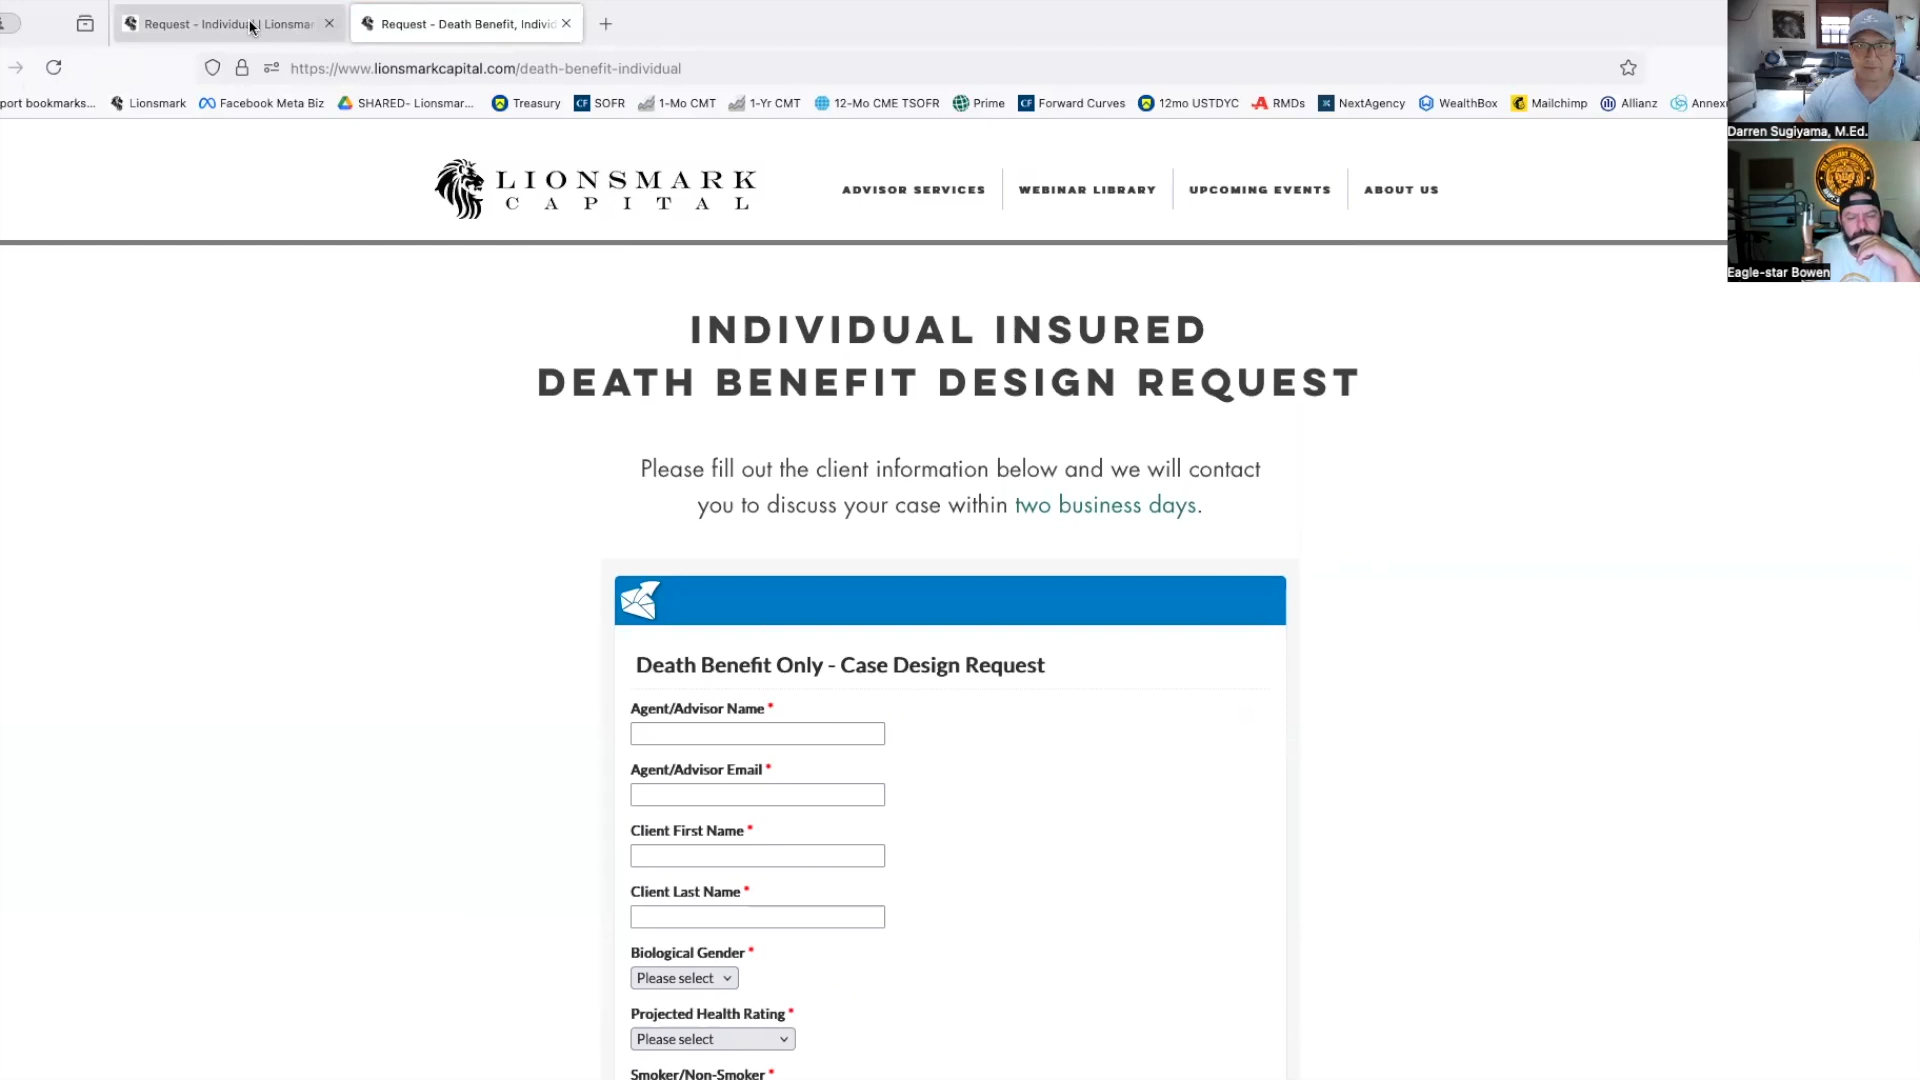 Request - Individual | Lionsmar
Request - Death Benefit, Indivi
https://www.lionsmarkcapital.com/death-benefit-individual
port bookmarks...
Lionsmark
Facebook Meta Biz
SHARED- Lionsmar...
Treasury
CF SOFR
1-Mo CMT
1-Yr CMT
12-Mo CME TSOFR
Prime
CF Forward Curves
12mo USTDYC
RMDs
NextAgency
WealthBox
Mailchimp
Allianz
Annex
Darren Sugiyama, M.Ed.
Eagle-star Bowen
LIONSMARK
CAPITAL
ADVISOR SERVICES
WEBINAR LIBRARY
UPCOMING EVENTS
ABOUT US
INDIVIDUAL INSURED
DEATH BENEFIT DESIGN REQUEST
Please fill out the client information below and we will contact
you to discuss your case within two business days.
Death Benefit Only - Case Design Request
Agent/Advisor Name *
Agent/Advisor Email *
Client First Name *
Client Last Name *
Biological Gender *
Please select
Projected Health Rating *
Please select
Smoker/Non-Smoker *